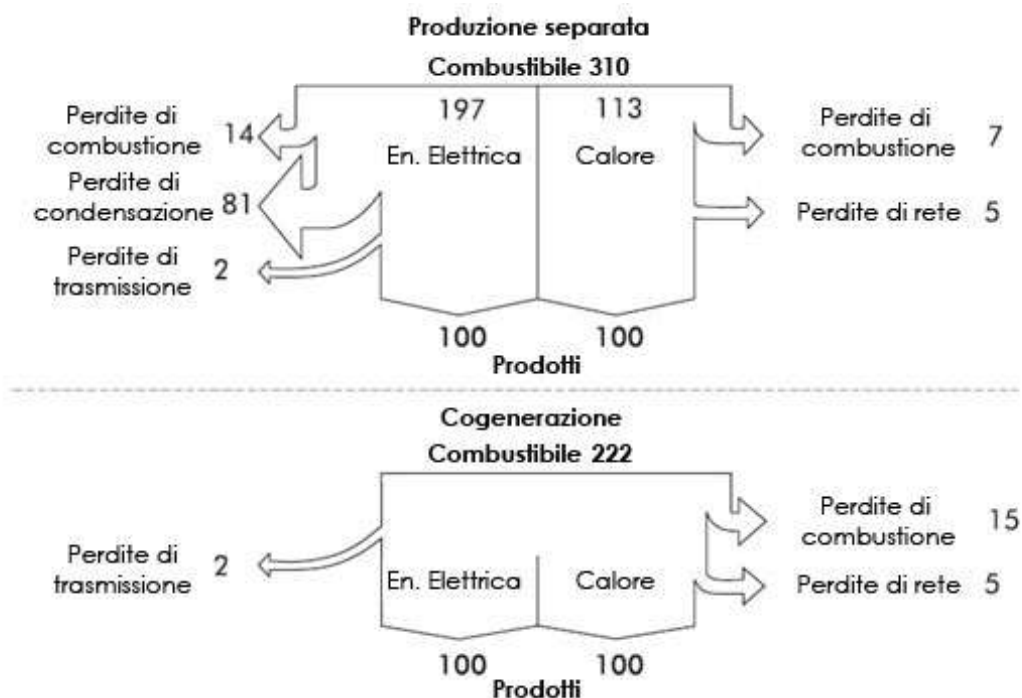 Produzione separata
Combustibile 310
197
113
En. Elettrica
Calore
Perdite di
combustione
14
Perdite di
condensazione
81
Perdite di
trasmissione
2
Perdite di
combustione
7
Perdite di rete
5
100
100
Prodotti
Cogenerazione
Combustibile 222
Perdite di
trasmissione
2
En. Elettrica
Calore
Perdite di
combustione
15
Perdite di rete
5
100
100
Prodotti